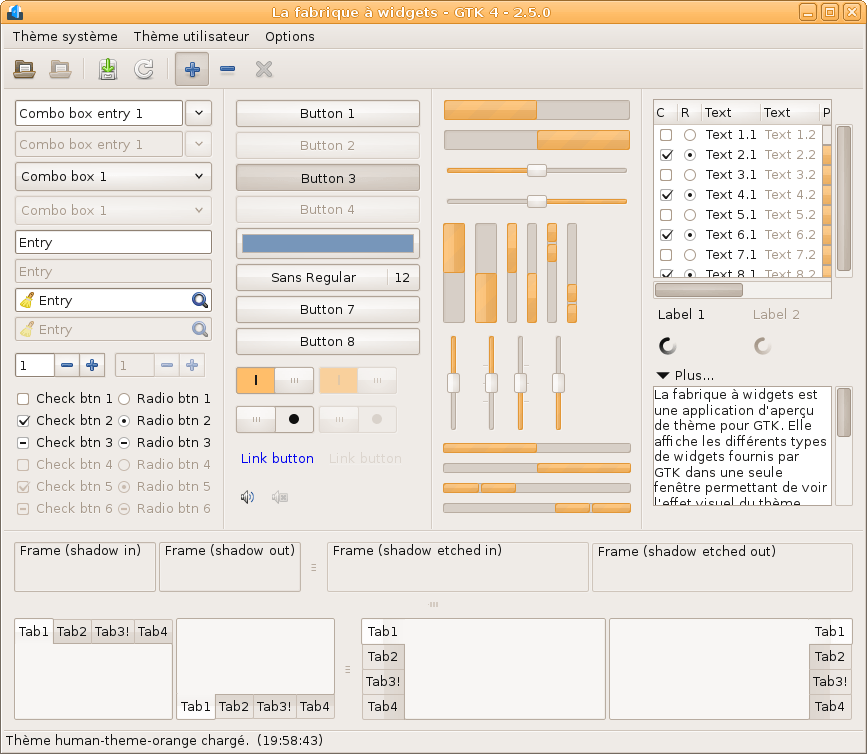 La fabrique à widgets - GTK 4 - 2.5.0
Thème système Thème utilisateur Options
Combo box entry 1
Combo box entry 1
Combo box 1
Combo box 1
Entry
Entry
Entry
Entry
1 1
Check btn 1 Radio btn 1
Check btn 2 Radio btn 2
Check btn 3 Radio btn 3
Check btn 4 Radio btn 4
Check btn 5 Radio btn 5
Check btn 6 Radio btn 6
Button 1
Button 2
Button 3
Button 4
Sans Regular 12
Button 7
Button 8
Link button Link button
C R Text Text P
Text 1.1 Text 1.2
Text 2.1 Text 2.2
Text 3.1 Text 3.2
Text 4.1 Text 4.2
Text 5.1 Text 5.2
Text 6.1 Text 6.2
Text 7.1 Text 7.2
Text 8.1 Text 8.2
Label 1 Label 2
Plus...
La fabrique à widgets est
une application d'aperçu
de thème pour GTK. Elle
affiche les différents types
de widgets fournis par
GTK dans une seule
fenêtre permettant de voir
l'effet visuel du thème
Frame (shadow in) Frame (shadow out) Frame (shadow etched in) Frame (shadow etched out)
Tab1 Tab2 Tab3! Tab4
Tab1 Tab2 Tab3! Tab4
Tab1
Tab2
Tab3!
Tab4
Tab1
Tab2
Tab3!
Tab4
Thème human-theme-orange chargé. (19:58:43)